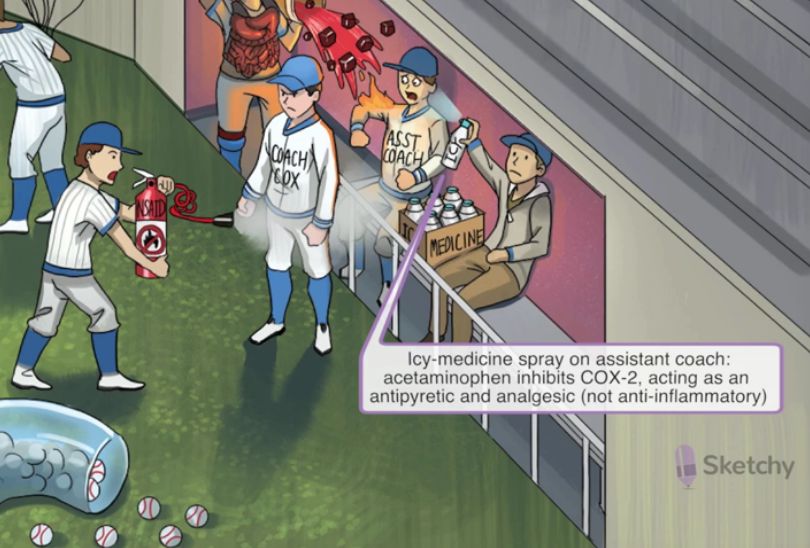 COACH
COX
ASST
COACH
NSAID
MEDICINE
Icy-medicine spray on assistant coach:
acetaminophen inhibits COX-2, acting as an
antipyretic and analgesic (not anti-inflammatory)
Sketchy